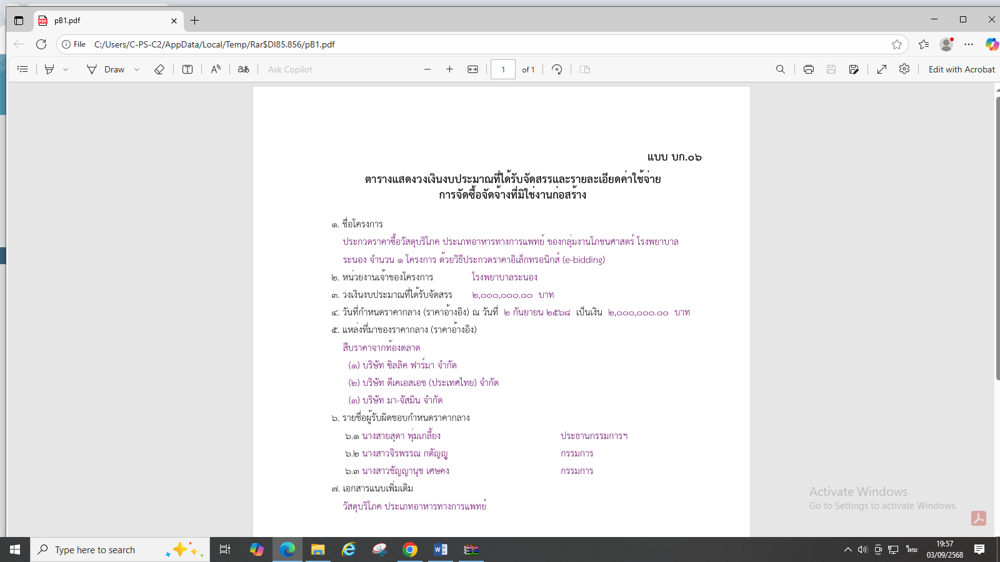 pB1.pdf
File C:/Users/C-PS-C2/AppData/Local/Temp/Rar$DI85.856/pB1.pdf
Draw Ask Copilot 1 of 1 Edit with Acrobat
แบบ บก.๐๖
ตารางแสดงวงเงินงบประมาณที่ได้รับจัดสรรและรายละเอียดค่าใช้จ่าย
การจัดซื้อจัดจ้างที่มิใช่งานก่อสร้าง
๑. ชื่อโครงการ
ประกวดราคาซื้อวัสดุบริโภค ประเภทอาหารทางการแพทย์ ของกลุ่มงานโภชนศาสตร์ โรงพยาบาล
ระนอง จำนวน ๑ โครงการ ด้วยวิธีประกวดราคาอิเล็กทรอนิกส์ (e-bidding)
๒. หน่วยงานเจ้าของโครงการ โรงพยาบาลระนอง
๓. วงเงินงบประมาณที่ได้รับจัดสรร ๒,๐๐๐,๐๐๐.๐๐ บาท
๔. วันที่กำหนดราคากลาง (ราคาอ้างอิง) ณ วันที่ ๒ กันยายน ๒๕๖๘ เป็นเงิน ๒,๐๐๐,๐๐๐.๐๐ บาท
๕. แหล่งที่มาของราคากลาง (ราคาอ้างอิง)
สืบราคาจากท้องตลาด
(๑) บริษัท ซิลลิค ฟาร์มา จำกัด
(๒) บริษัท ดีเคเอสเอช (ประเทศไทย) จำกัด
(๓) บริษัท มา-จัสมิน จำกัด
๖. รายชื่อผู้รับผิดชอบกำหนดราคากลาง
๖.๑ นางสายสุดา พุ่มเกลี้ยง ประธานกรรมการฯ
๖.๒ นางสาวจิรพรรณ กตัญญู กรรมการ
๖.๓ นางสาวชัญญานุช เศษคง กรรมการ
๗. เอกสารแนบเพิ่มเติม
วัสดุบริโภค ประเภทอาหารทางการแพทย์
Activate Windows
Go to Settings to activate Windows.
Type here to search
ไทย
19:57
03/09/2568